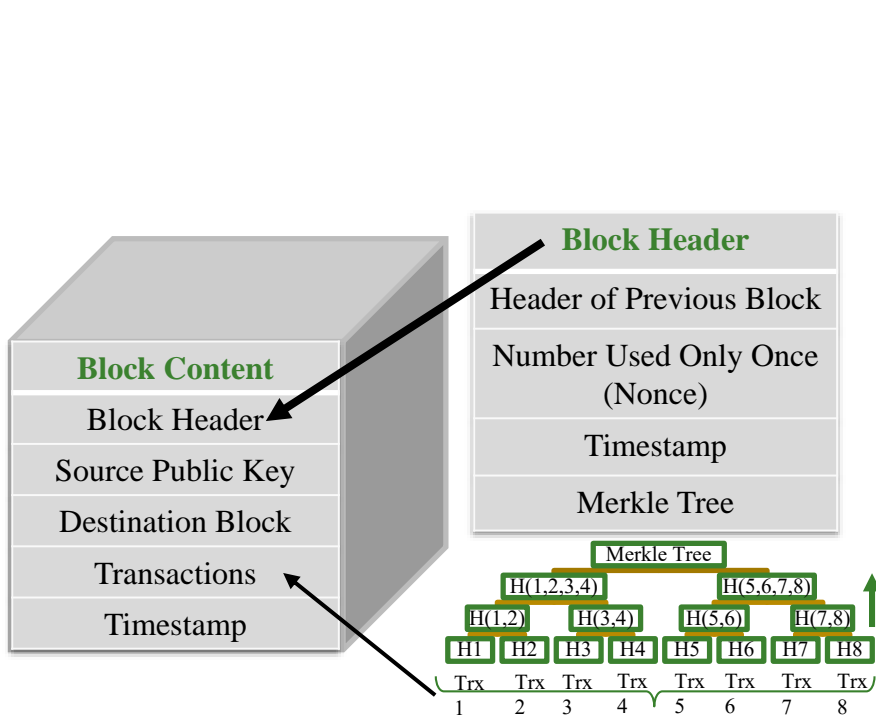 Block Header
Header of Previous Block
Number Used Only Once
(Nonce)
Timestamp
Merkle Tree
Block Content
Block Header
Source Public Key
Destination Block
Transactions
Timestamp
Merkle Tree
H(1,2,3,4) H(5,6,7,8)
H(1,2) H(3,4) H(5,6) H(7,8)
H1 H2 H3 H4 H5 H6 H7 H8
Trx Trx Trx Trx Trx Trx Trx Trx
1 2 3 4 5 6 7 8